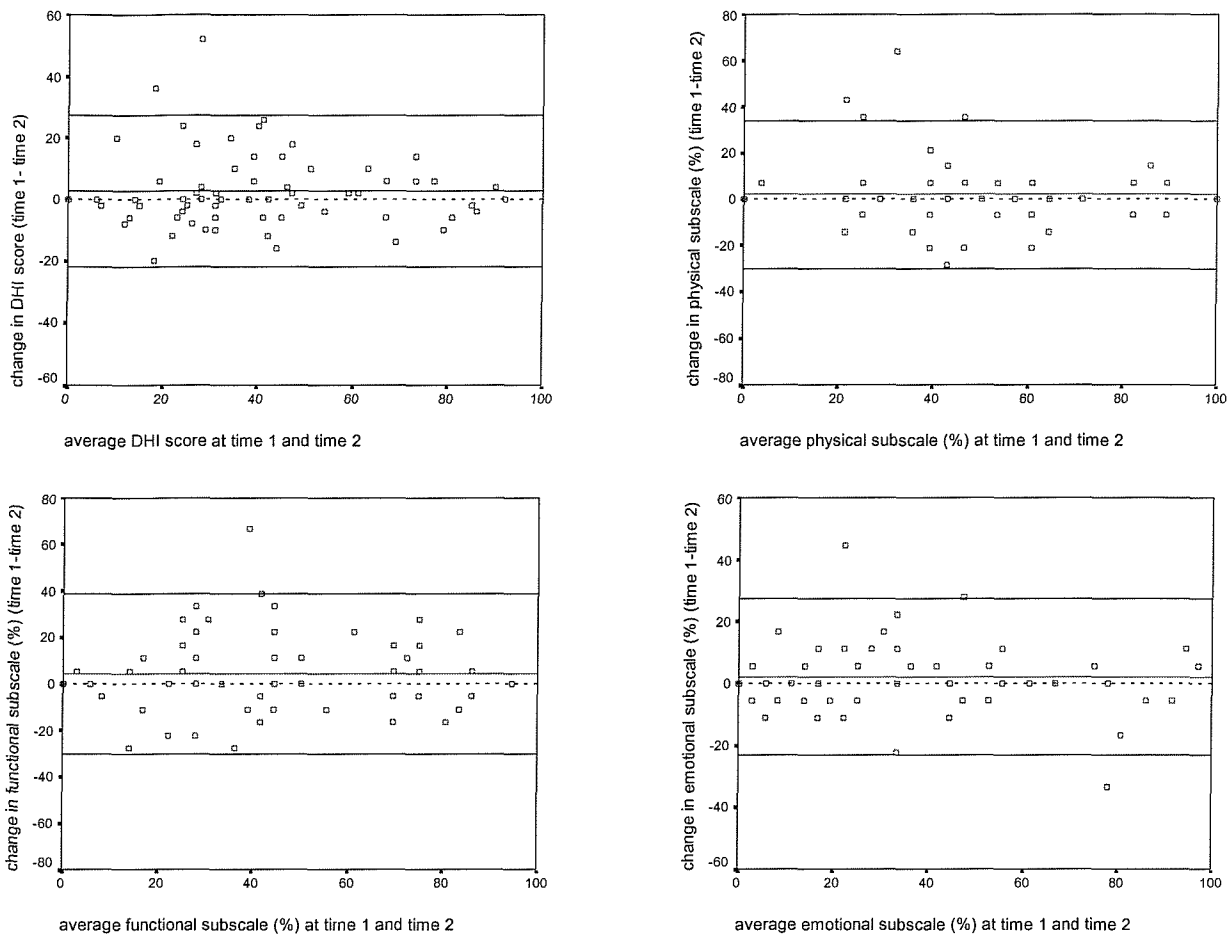 60
40
20
0
-20
-40
-60
change in DHI score (time 1- time 2)
0 20 40 60 80 100
average DHI score at time 1 and time 2
80
60
40
20
0
-20
-40
-60
-80
change in physical subscale (%) (time 1-time 2)
0 20 40 60 80 100
average physical subscale (%) at time 1 and time 2
80
60
40
20
0
-20
-40
-60
-80
change in functional subscale (%) (time 1-time 2)
0 20 40 60 80 100
average functional subscale (%) at time 1 and time 2
60
40
20
0
-20
-40
-60
change in emotional subscale (%) (time 1-time 2)
0 20 40 60 80 100
average emotional subscale (%) at time 1 and time 2